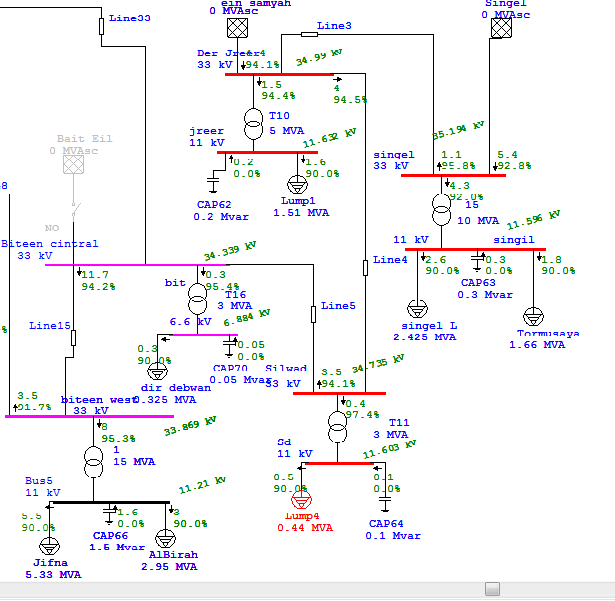 ein samyah
0 MVAsc
Singel
0 MVAsc
Line33
Line3
Der Jreer4
33 kV
94.1%
34.99 kv
1.5
94.4%
4
94.5%
T10
5 MVA
jreer
11 kV
11.632 kv
0.2
0.0%
1.6
90.0%
CAP62
0.2 Mvar
Lump1
1.51 MVA
Bait Eil
0 MVAsc
NO
35.194 kv
singel
33 kV
1.1
95.8%
5.4
92.8%
4.3
92.0%
15
10 MVA
11.596 kv
11 kV
singil
2.6
90.0%
0.3
0.0%
1.8
90.0%
CAP63
0.3 Mvar
singel L
2.425 MVA
Tormusaya
1.66 MVA
Biteen cintral
33 kV
34.339 kv
11.7
94.2%
0.3
95.4%
bit
T16
3 MVA
6.6 kV
6.884 kv
0.3
90.0%
0.05
0.0%
CAP70
0.05 Mvar
dir debwan
0.325 MVA
Line4
Line5
Line15
Silwad
33 kV
34.735 kv
3.5
94.1%
0.4
97.4%
T11
3 MVA
Sd
11 kV
11.603 kv
0.5
90.0%
0.1
0.0%
Lump4
0.44 MVA
CAP64
0.1 Mvar
3.5
91.7%
biteen west
33 kV
33.869 kv
8
95.3%
1
15 MVA
Bus5
11 kV
11.21 kv
5.5
90.0%
1.6
0.0%
3
90.0%
CAP66
1.5 Mvar
Jifna
5.33 MVA
AlBirah
2.95 MVA